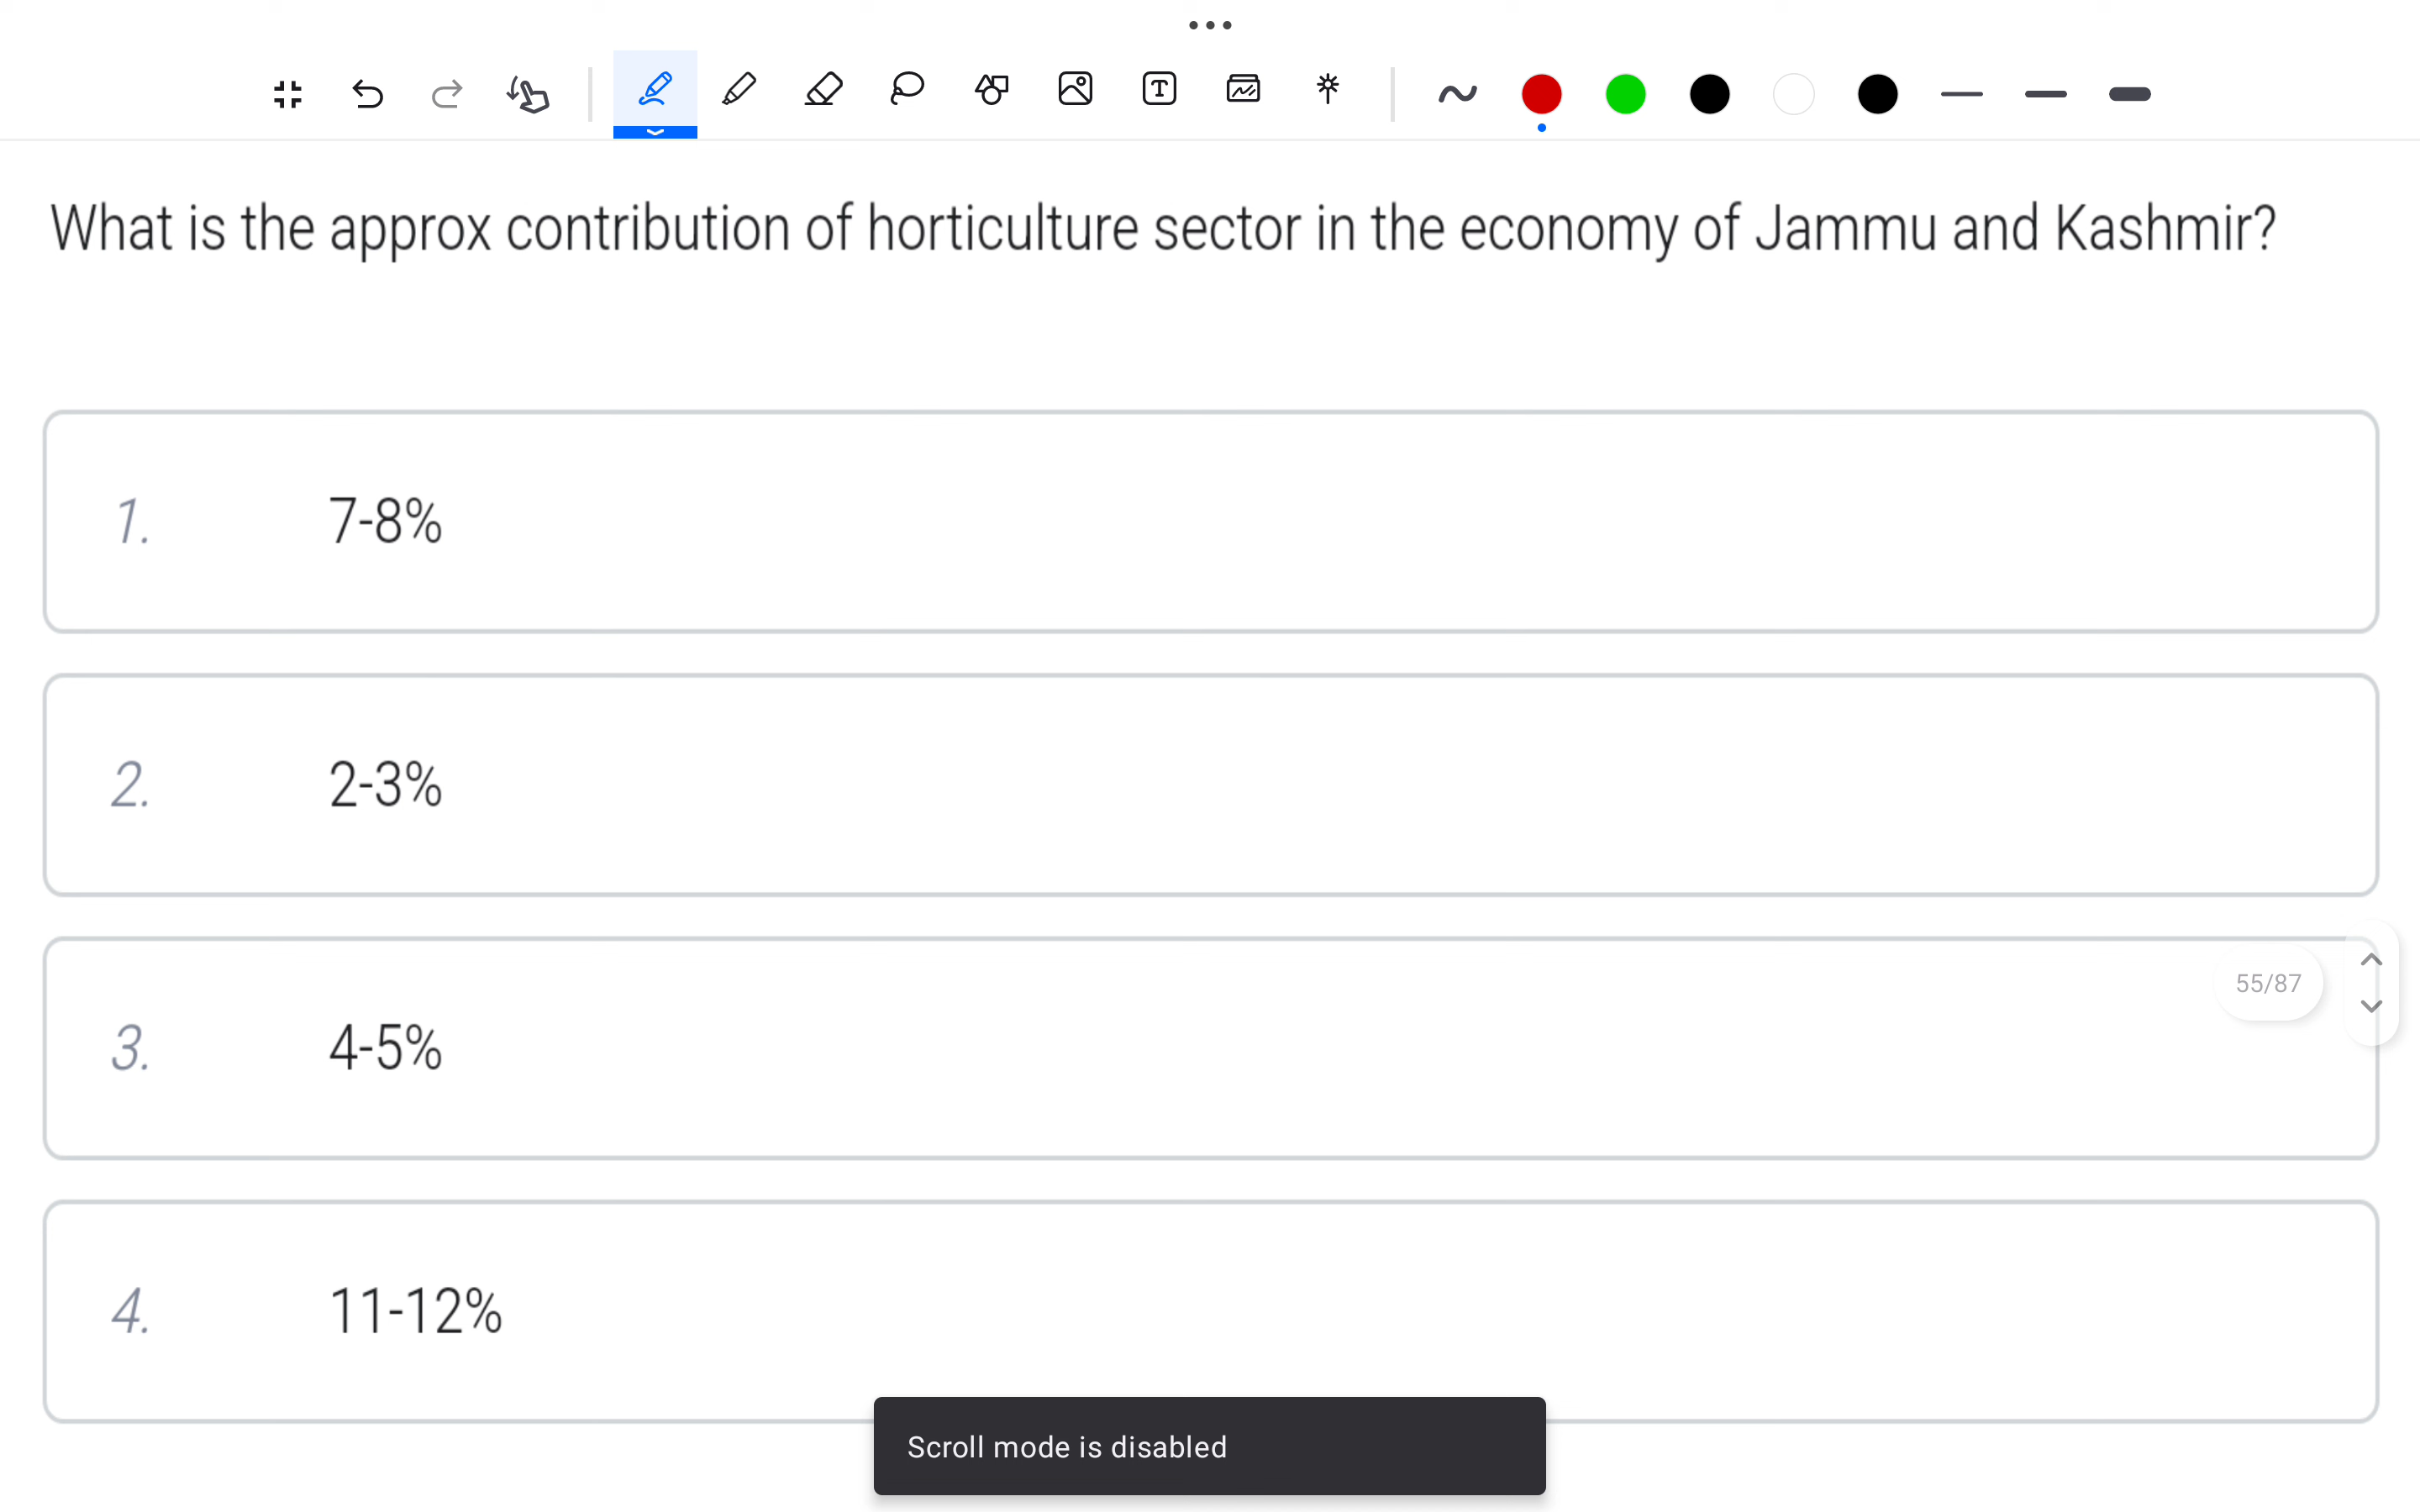 What is the approx contribution of horticulture sector in the economy of Jammu and Kashmir?
1. 7-8%
2. 2-3%
3. 4-5%
55/87
4. 11-12%
Scroll mode is disabled